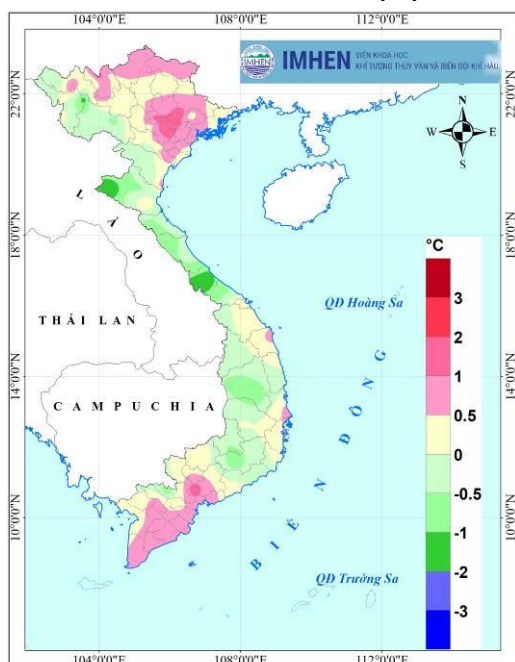 104°0'0"E 108°0'0"E 112°0'0"E
IMHEN VIỆN KHOA HỌC
KHÍ TƯỢNG THỦY VĂN VÀ BIẾN ĐỔI KHÍ HẬU
22°0'0"N
N
W E
S
22°0'0"N
LÀO
18°0'0"N
18°0'0"N
°C
QĐ Hoàng Sa
THÁI LAN
3
2
1
0.5
0
-0.5
-1
-2
-3
14°0'0"N
14°0'0"N
CAMPUCHIA
BIỂN ĐÔNG
10°0'0"N
10°0'0"N
QĐ Trường Sa
104°0'0"E 108°0'0"E 112°0'0"E